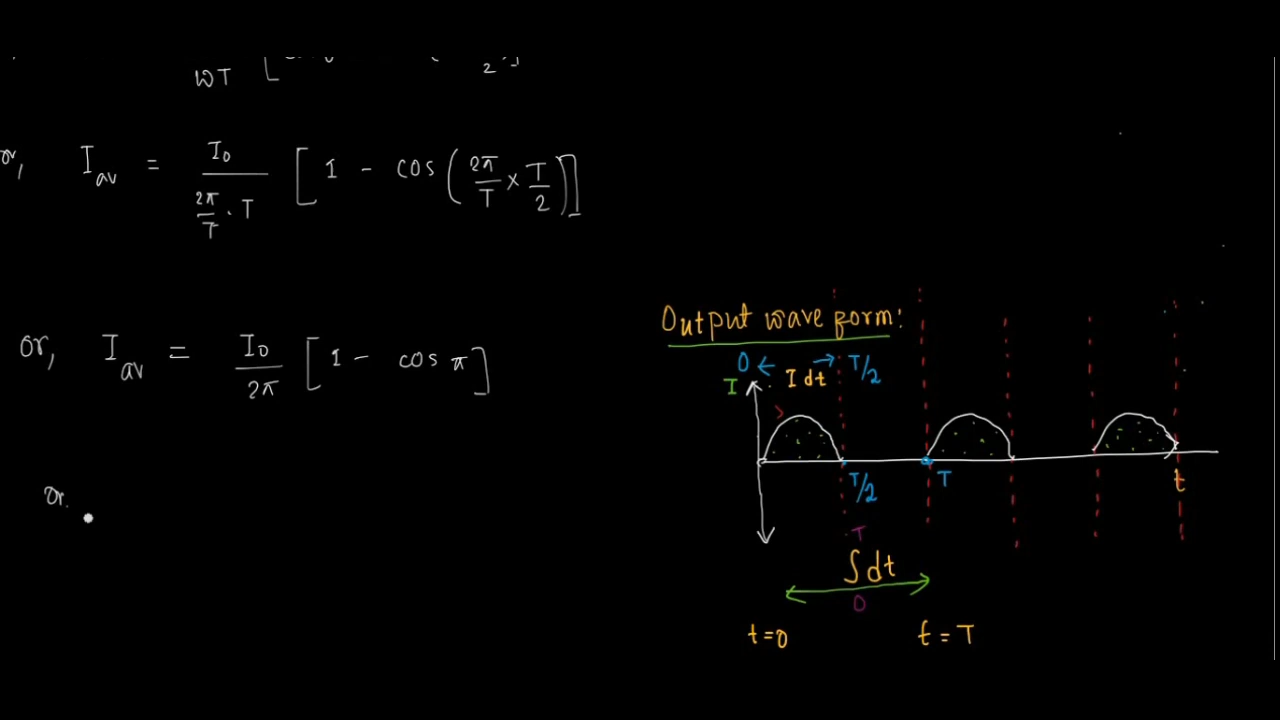 ωT [ 2 ]
or, I_av = I₀ / (2π/T · T) [ 1 - cos ( 2π/T × T/2 ) ]
or, I_av = I₀ / 2π [ 1 - cos π ]
or.
Output wave form:
0 ← I dt → T/2
I
T/2 T t
T
∫ dt
0
t=0 t = T